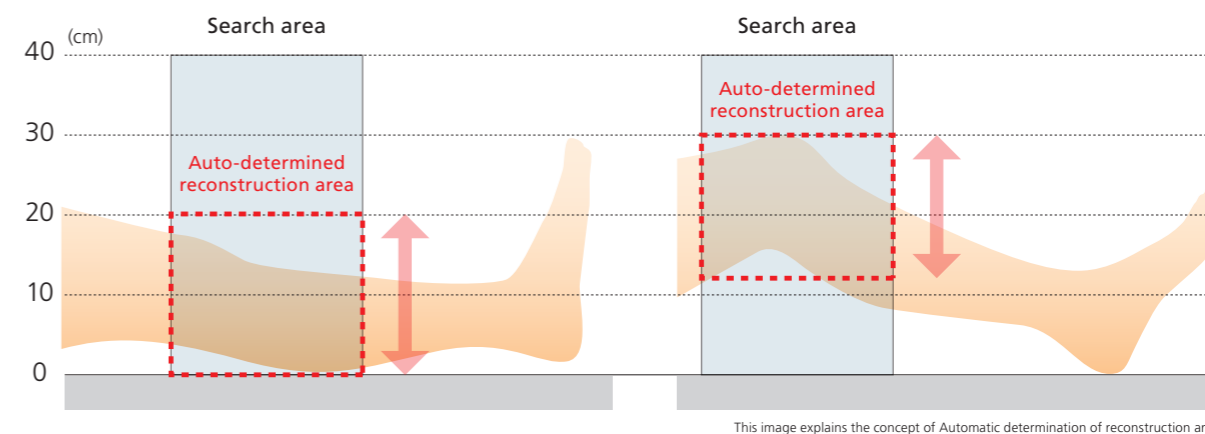 Search area
Search area
(cm)
40
Auto-determined
reconstruction area
30
Auto-determined
reconstruction area
20
10
0
This image explains the concept of Automatic determination of reconstruction